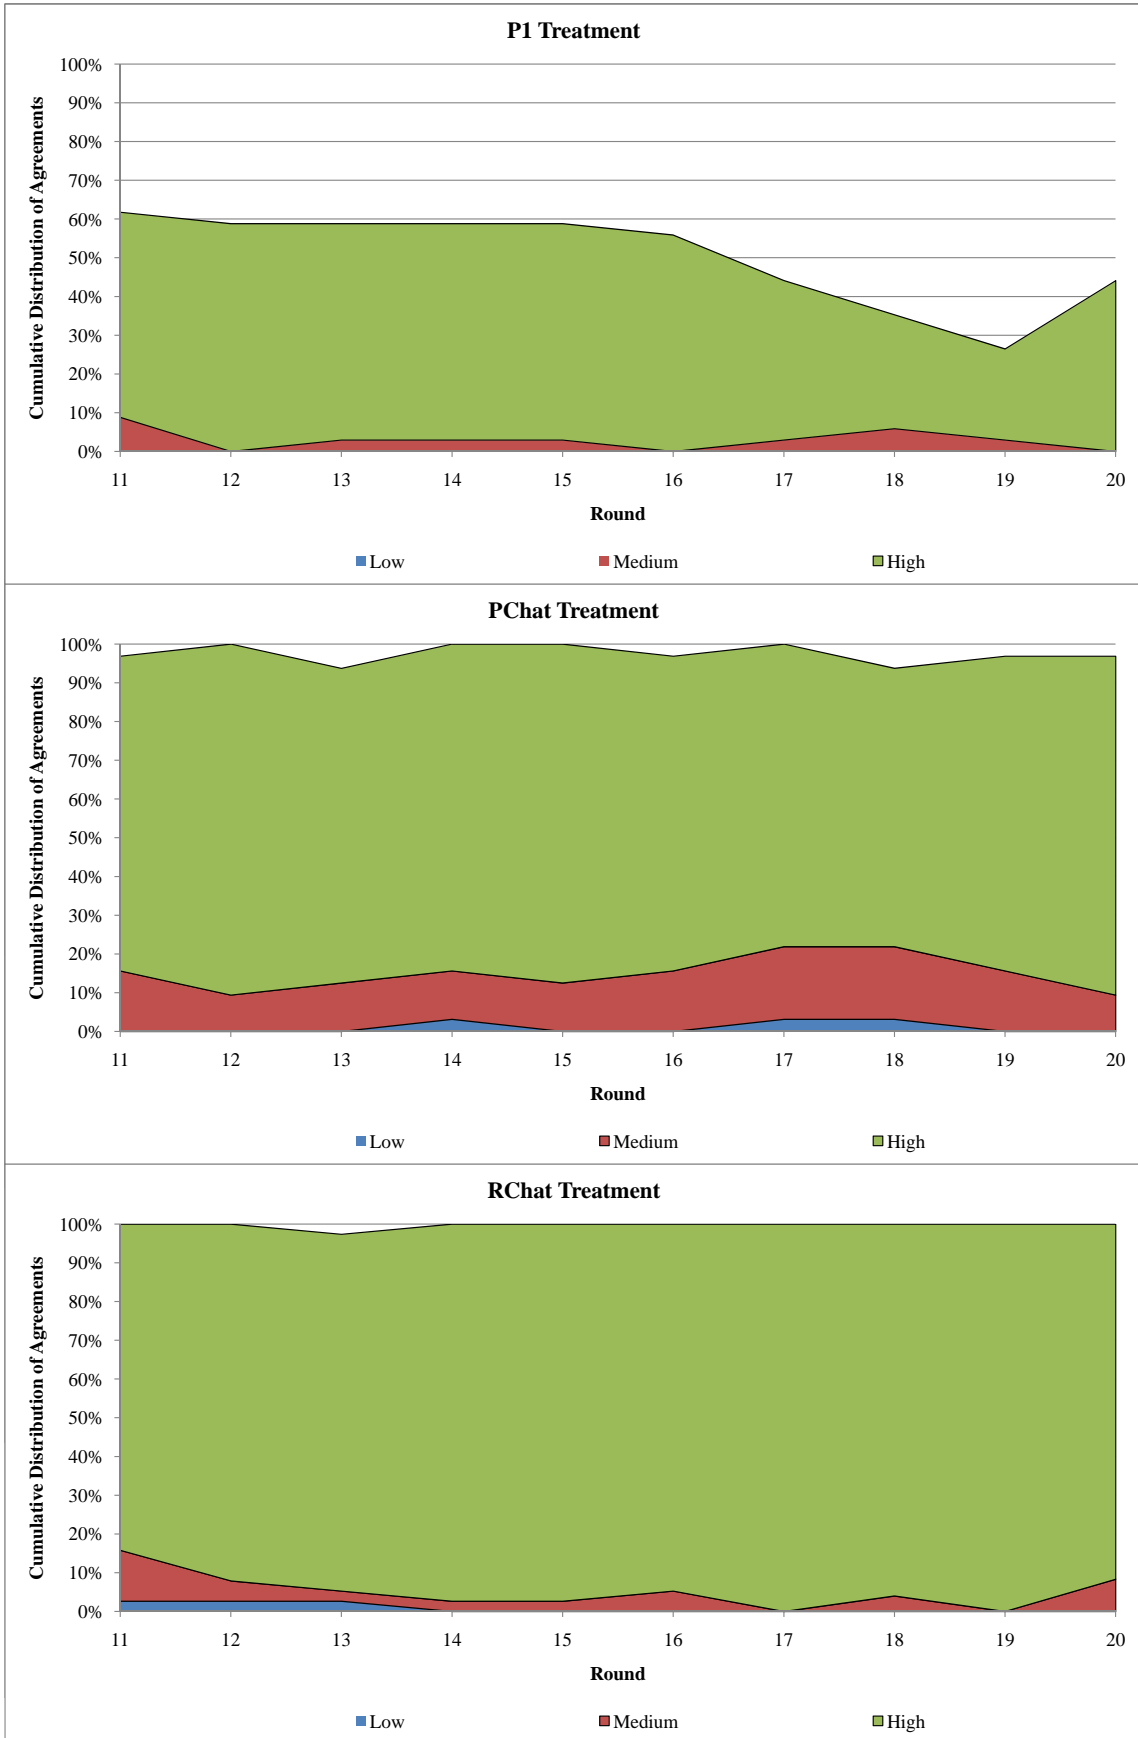 P1 Treatment
Cumulative Distribution of Agreements
100%
90%
80%
70%
60%
50%
40%
30%
20%
10%
0%
11 12 13 14 15 16 17 18 19 20
Round
Low Medium High
PChat Treatment
Cumulative Distribution of Agreements
100%
90%
80%
70%
60%
50%
40%
30%
20%
10%
0%
11 12 13 14 15 16 17 18 19 20
Round
Low Medium High
RChat Treatment
Cumulative Distribution of Agreements
100%
90%
80%
70%
60%
50%
40%
30%
20%
10%
0%
11 12 13 14 15 16 17 18 19 20
Round
Low Medium High